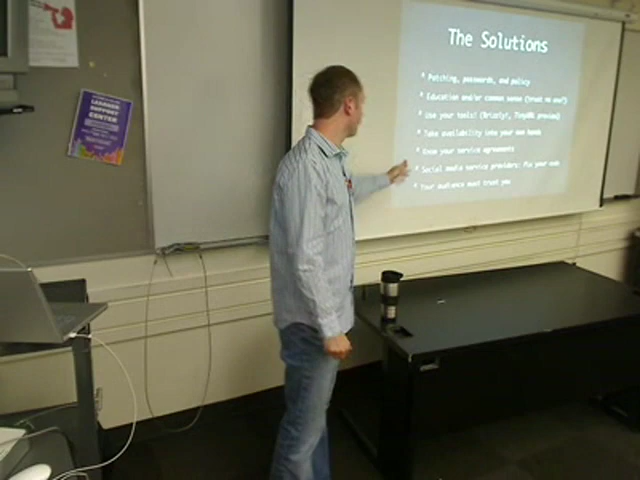 The Solutions
* Patching, passwords, and policy
* Education and/or common sense (trust no one?)
* Use your tools! (Brizzly!, TinyURL preview)
* Take availability into your own hands
* Know your service agreements
* Social media service providers: fix your code
* Your audience must trust you
LEARNER
SUPPORT
CENTER